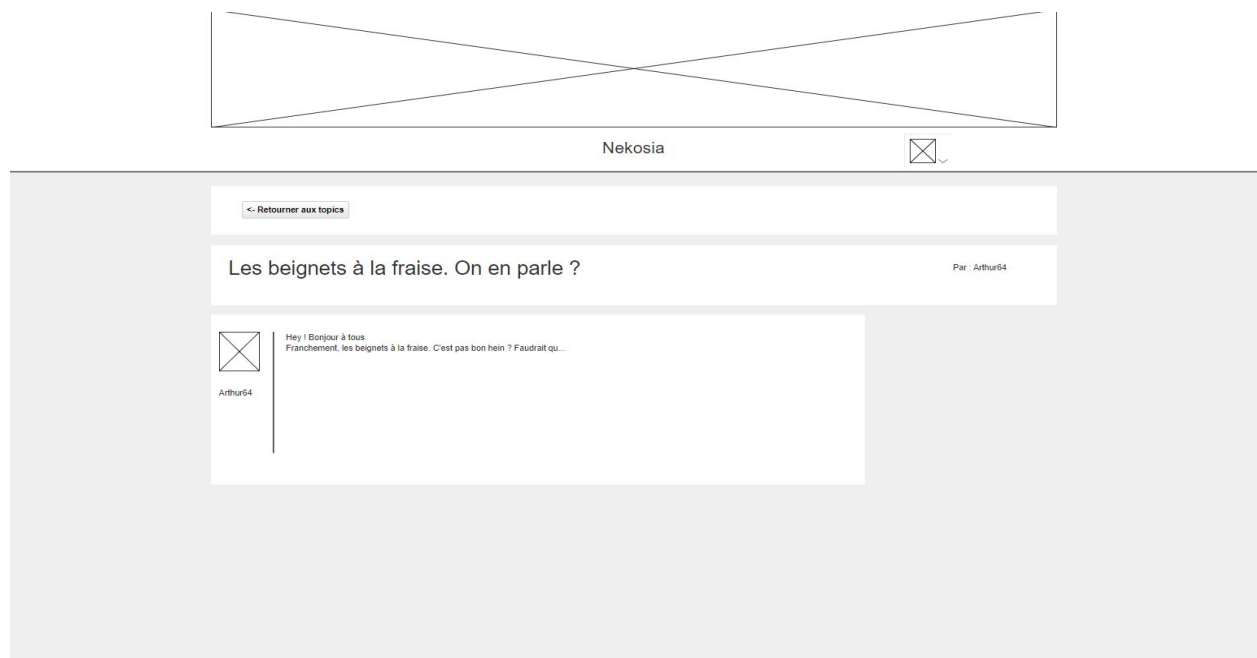 Nekosia
<- Retourner aux topics
Les beignets à la fraise. On en parle ?
Par : Arthur64
Hey ! Bonjour à tous.
Franchement, les beignets à la fraise. C'est pas bon hein ? Faudrait qu...
Arthur64